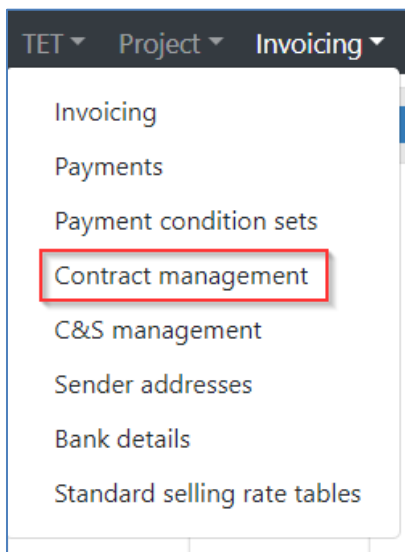 TET Project Invoicing
Invoicing
Payments
Payment condition sets
Contract management
C&S management
Sender addresses
Bank details
Standard selling rate tables